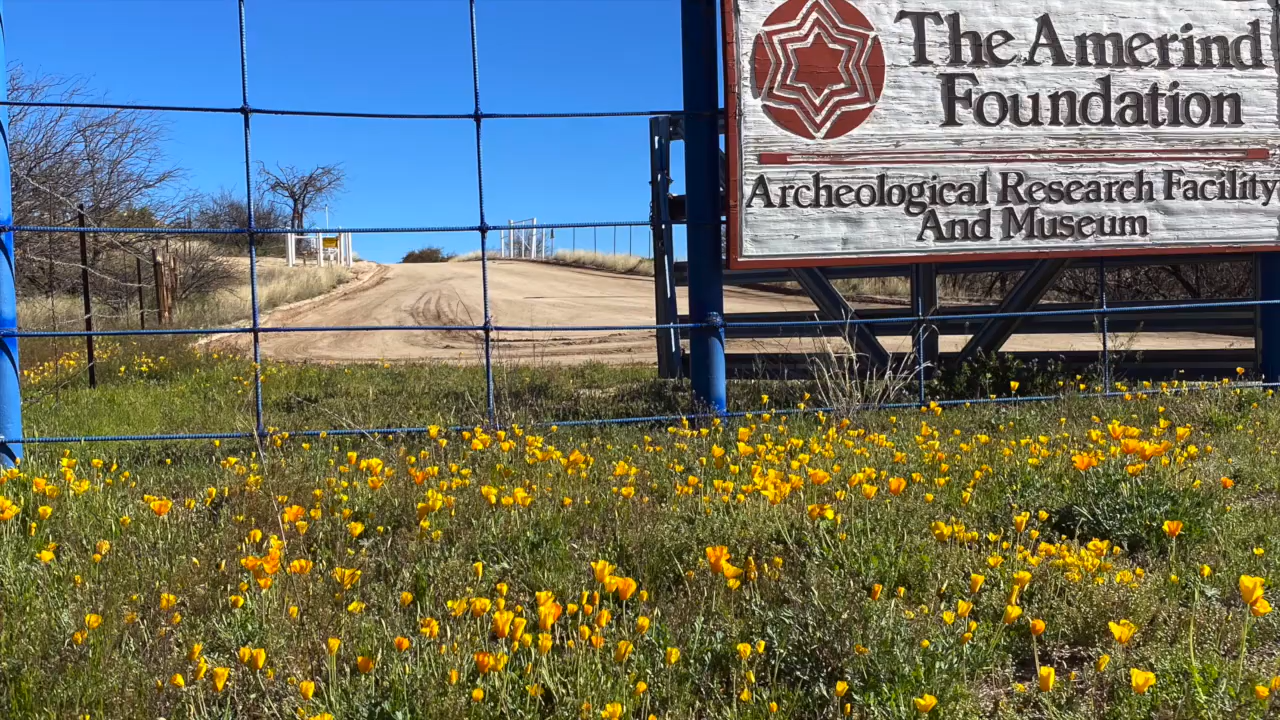 The Amerind
Foundation
Archeological Research Facility
And Museum